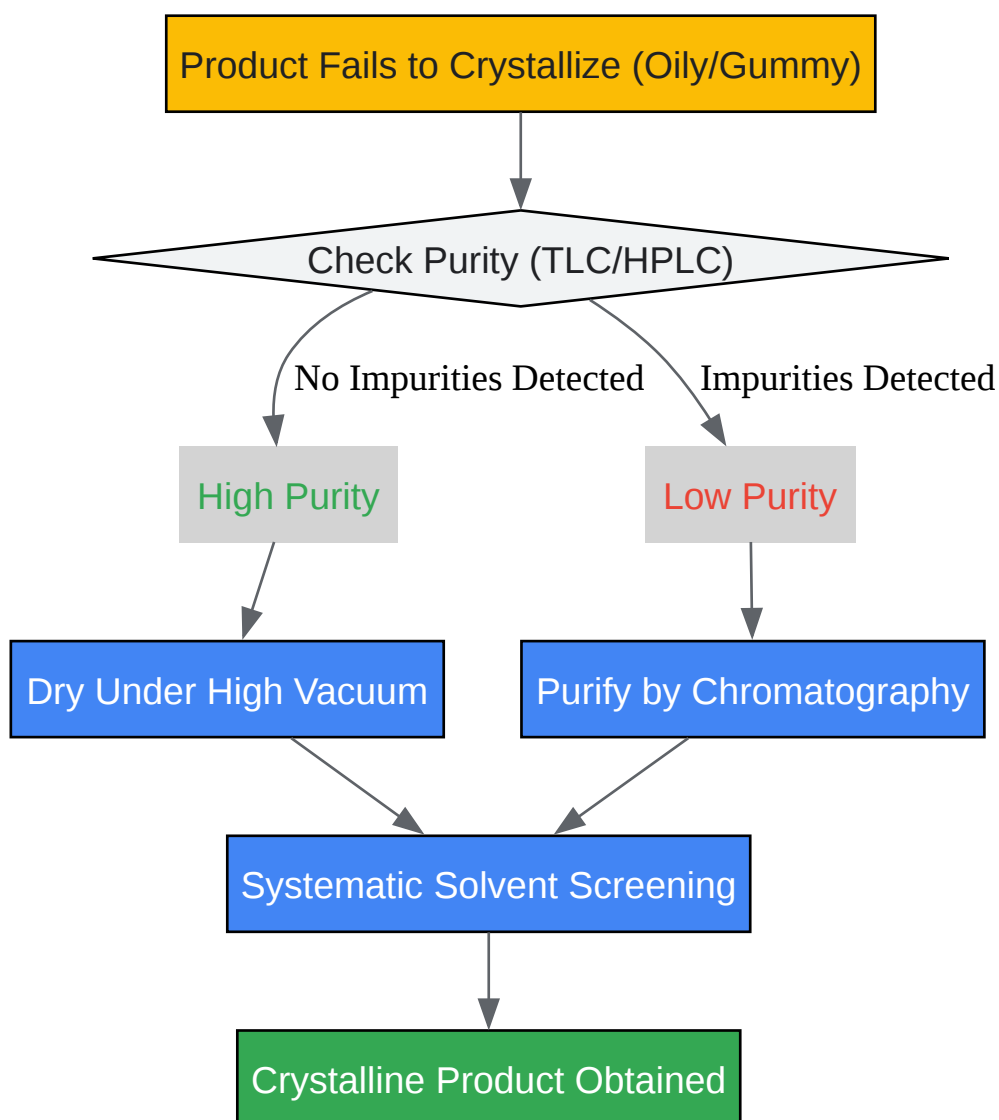 Product Fails to Crystallize (Oily/Gummy)
Check Purity (TLC/HPLC)
No Impurities Detected
Impurities Detected
High Purity
Low Purity
Dry Under High Vacuum
Purify by Chromatography
Systematic Solvent Screening
Crystalline Product Obtained